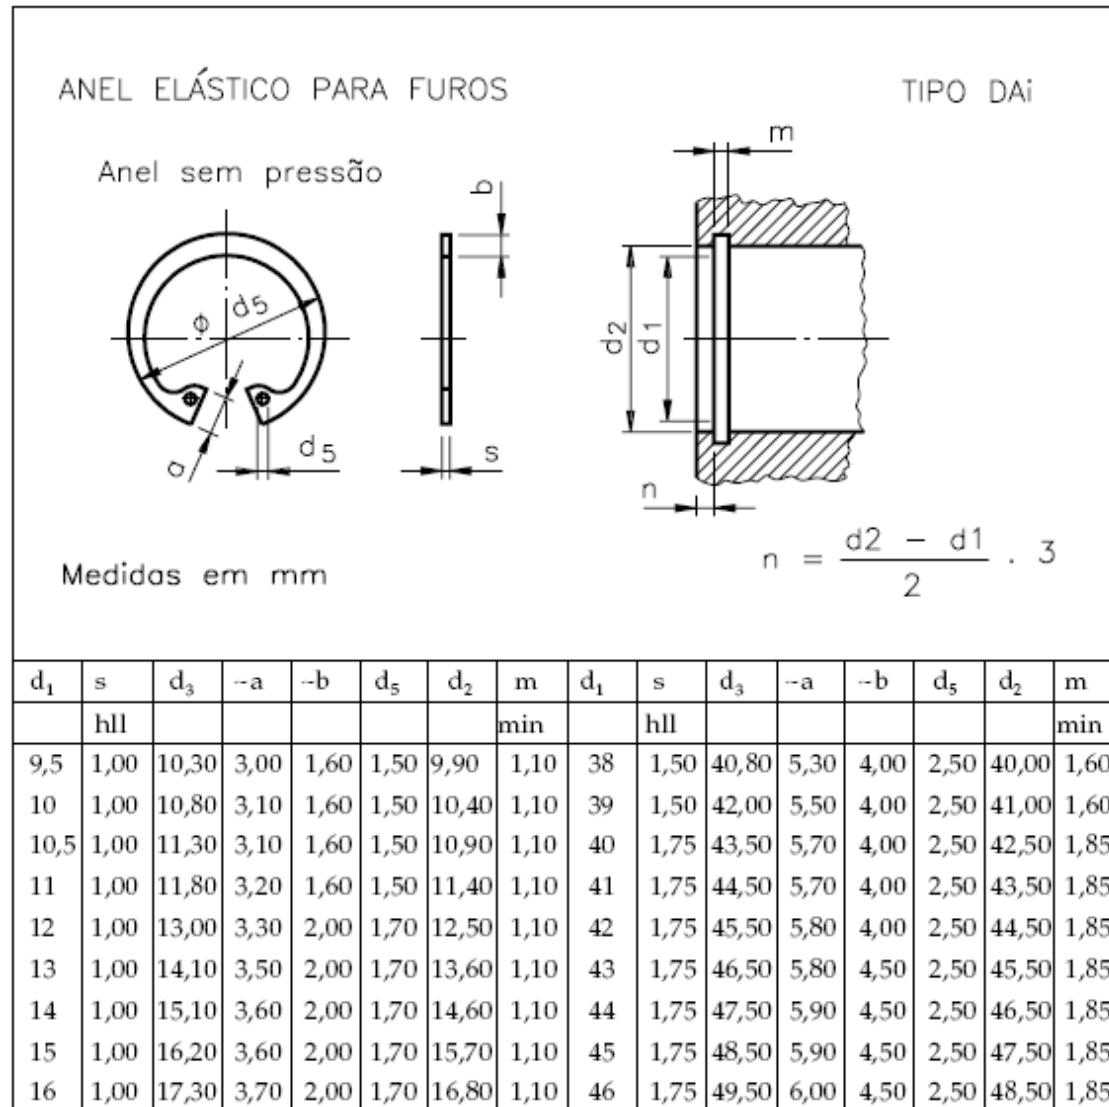 ANEL ELÁSTICO PARA FUROS TIPO DAi
m
Anel sem pressão
b
ø d5
d2
d1
a
d5
s
n
n = d2 - d1 / 2 . 3
Medidas em mm
d₁ s d₃ ~a ~b d₅ d₂ m d₁ s d₃ ~a ~b d₅ d₂ m
hll min hll min
9,5 1,00 10,30 3,00 1,60 1,50 9,90 1,10 38 1,50 40,80 5,30 4,00 2,50 40,00 1,60
10 1,00 10,80 3,10 1,60 1,50 10,40 1,10 39 1,50 42,00 5,50 4,00 2,50 41,00 1,60
10,5 1,00 11,30 3,10 1,60 1,50 10,90 1,10 40 1,75 43,50 5,70 4,00 2,50 42,50 1,85
11 1,00 11,80 3,20 1,60 1,50 11,40 1,10 41 1,75 44,50 5,70 4,00 2,50 43,50 1,85
12 1,00 13,00 3,30 2,00 1,70 12,50 1,10 42 1,75 45,50 5,80 4,00 2,50 44,50 1,85
13 1,00 14,10 3,50 2,00 1,70 13,60 1,10 43 1,75 46,50 5,80 4,50 2,50 45,50 1,85
14 1,00 15,10 3,60 2,00 1,70 14,60 1,10 44 1,75 47,50 5,90 4,50 2,50 46,50 1,85
15 1,00 16,20 3,60 2,00 1,70 15,70 1,10 45 1,75 48,50 5,90 4,50 2,50 47,50 1,85
16 1,00 17,30 3,70 2,00 1,70 16,80 1,10 46 1,75 49,50 6,00 4,50 2,50 48,50 1,85